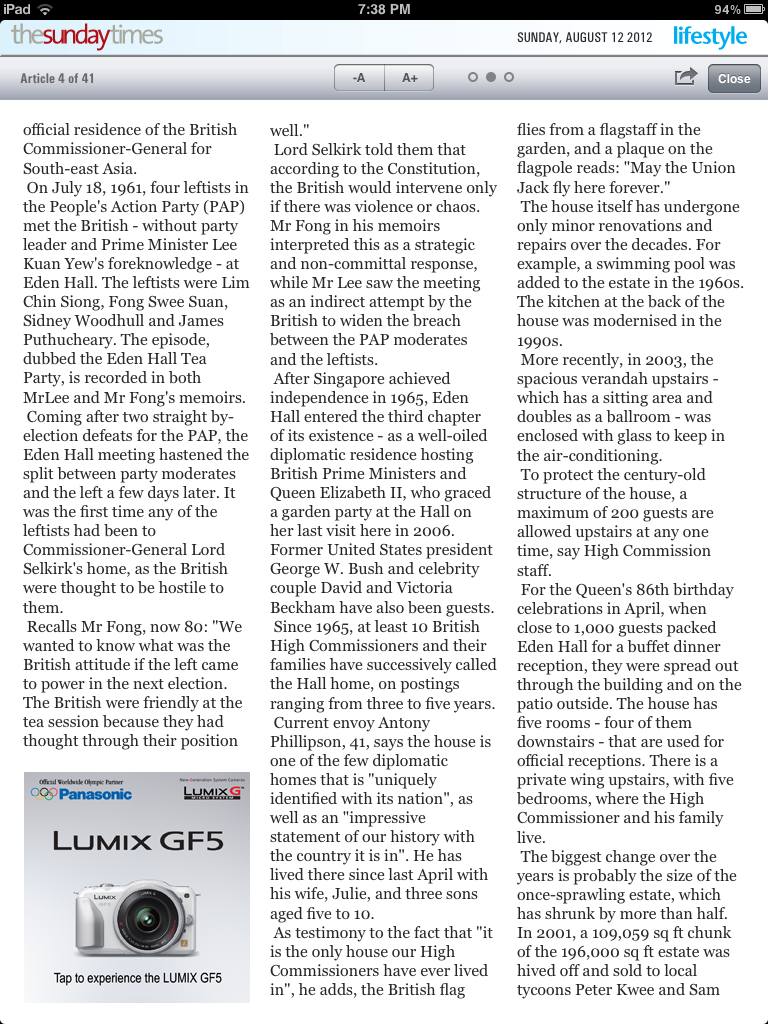 iPad
7:38 PM
94%
thesundaytimes
SUNDAY, AUGUST 12 2012
lifestyle
Article 4 of 41
-A
A+
Close
official residence of the British
Commissioner-General for
South-east Asia.
On July 18, 1961, four leftists in
the People's Action Party (PAP)
met the British - without party
leader and Prime Minister Lee
Kuan Yew's foreknowledge - at
Eden Hall. The leftists were Lim
Chin Siong, Fong Swee Suan,
Sidney Woodhull and James
Puthucheary. The episode,
dubbed the Eden Hall Tea
Party, is recorded in both
MrLee and Mr Fong's memoirs.
Coming after two straight by-
election defeats for the PAP, the
Eden Hall meeting hastened the
split between party moderates
and the left a few days later. It
was the first time any of the
leftists had been to
Commissioner-General Lord
Selkirk's home, as the British
were thought to be hostile to
them.
Recalls Mr Fong, now 80: "We
wanted to know what was the
British attitude if the left came
to power in the next election.
The British were friendly at the
tea session because they had
thought through their position
Official Worldwide Olympic Partner
Panasonic
New-Generation System Cameras
LUMIX G
MICRO SYSTEM
LUMIX GF5
LUMIX
GF5
Tap to experience the LUMIX GF5
well."
Lord Selkirk told them that
according to the Constitution,
the British would intervene only
if there was violence or chaos.
Mr Fong in his memoirs
interpreted this as a strategic
and non-committal response,
while Mr Lee saw the meeting
as an indirect attempt by the
British to widen the breach
between the PAP moderates
and the leftists.
After Singapore achieved
independence in 1965, Eden
Hall entered the third chapter
of its existence - as a well-oiled
diplomatic residence hosting
British Prime Ministers and
Queen Elizabeth II, who graced
a garden party at the Hall on
her last visit here in 2006.
Former United States president
George W. Bush and celebrity
couple David and Victoria
Beckham have also been guests.
Since 1965, at least 10 British
High Commissioners and their
families have successively called
the Hall home, on postings
ranging from three to five years.
Current envoy Antony
Phillipson, 41, says the house is
one of the few diplomatic
homes that is "uniquely
identified with its nation", as
well as an "impressive
statement of our history with
the country it is in". He has
lived there since last April with
his wife, Julie, and three sons
aged five to 10.
As testimony to the fact that "it
is the only house our High
Commissioners have ever lived
in", he adds, the British flag
flies from a flagstaff in the
garden, and a plaque on the
flagpole reads: "May the Union
Jack fly here forever."
The house itself has undergone
only minor renovations and
repairs over the decades. For
example, a swimming pool was
added to the estate in the 1960s.
The kitchen at the back of the
house was modernised in the
1990s.
More recently, in 2003, the
spacious verandah upstairs -
which has a sitting area and
doubles as a ballroom - was
enclosed with glass to keep in
the air-conditioning.
To protect the century-old
structure of the house, a
maximum of 200 guests are
allowed upstairs at any one
time, say High Commission
staff.
For the Queen's 86th birthday
celebrations in April, when
close to 1,000 guests packed
Eden Hall for a buffet dinner
reception, they were spread out
through the building and on the
patio outside. The house has
five rooms - four of them
downstairs - that are used for
official receptions. There is a
private wing upstairs, with five
bedrooms, where the High
Commissioner and his family
live.
The biggest change over the
years is probably the size of the
once-sprawling estate, which
has shrunk by more than half.
In 2001, a 109,059 sq ft chunk
of the 196,000 sq ft estate was
hived off and sold to local
tycoons Peter Kwee and Sam